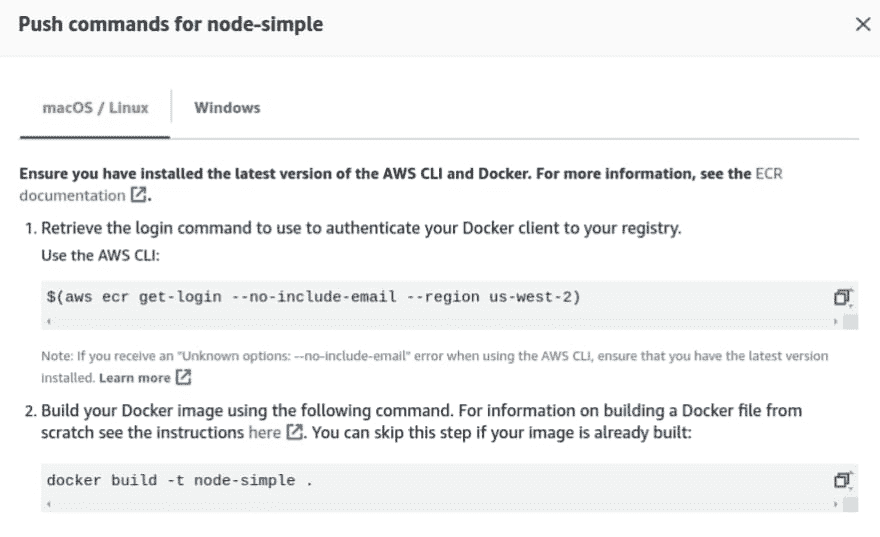 Push commands for node-simple
macOS / Linux
Windows
Ensure you have installed the latest version of the AWS CLI and Docker. For more information, see the ECR
documentation.
1. Retrieve the login command to use to authenticate your Docker client to your registry.
Use the AWS CLI:
$(aws ecr get-login --no-include-email --region us-west-2)
Note: If you receive an "Unknown options: --no-include-email" error when using the AWS CLI, ensure that you have the latest version
installed. Learn more
2. Build your Docker image using the following command. For information on building a Docker file from
scratch see the instructions here. You can skip this step if your image is already built:
docker build -t node-simple .